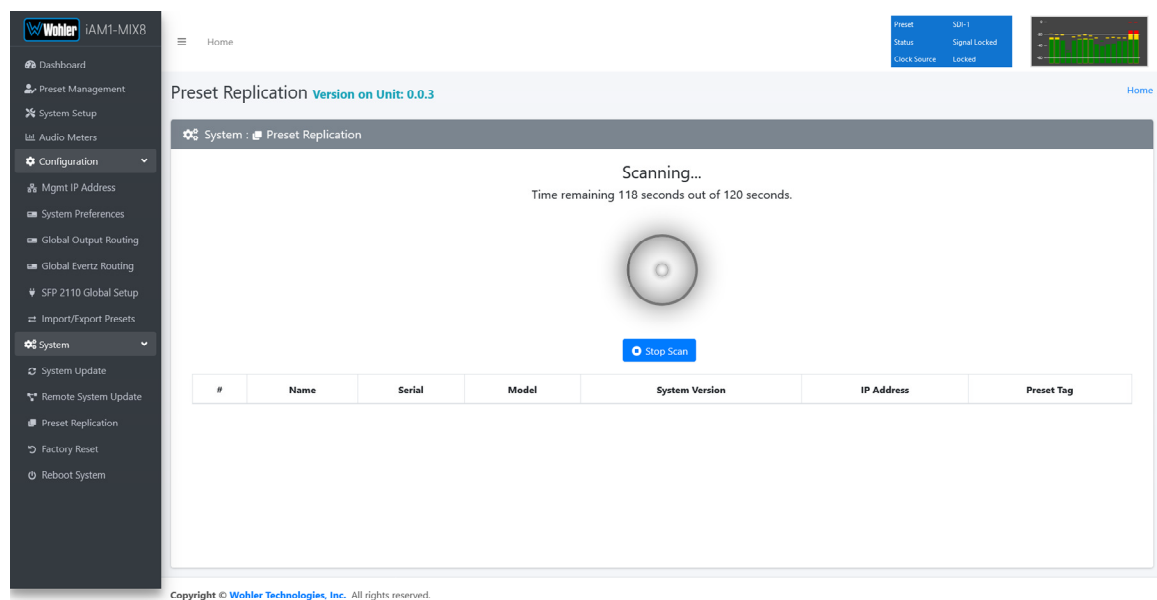 Wohler iAM1-MIX8
Dashboard
Preset Management
System Setup
Audio Meters
Configuration
Mgmt IP Address
System Preferences
Global Output Routing
Global Evertz Routing
SFP 2110 Global Setup
Import/Export Presets
System
System Update
Remote System Update
Preset Replication
Factory Reset
Reboot System
Home
Preset SDI-1
Status Signal Locked
Clock Source Locked
Preset Replication Version on Unit: 0.0.3
Home
System : Preset Replication
Scanning...
Time remaining 118 seconds out of 120 seconds.
Stop Scan
# Name Serial Model System Version IP Address Preset Tag
Copyright © Wohler Technologies, Inc. All rights reserved.